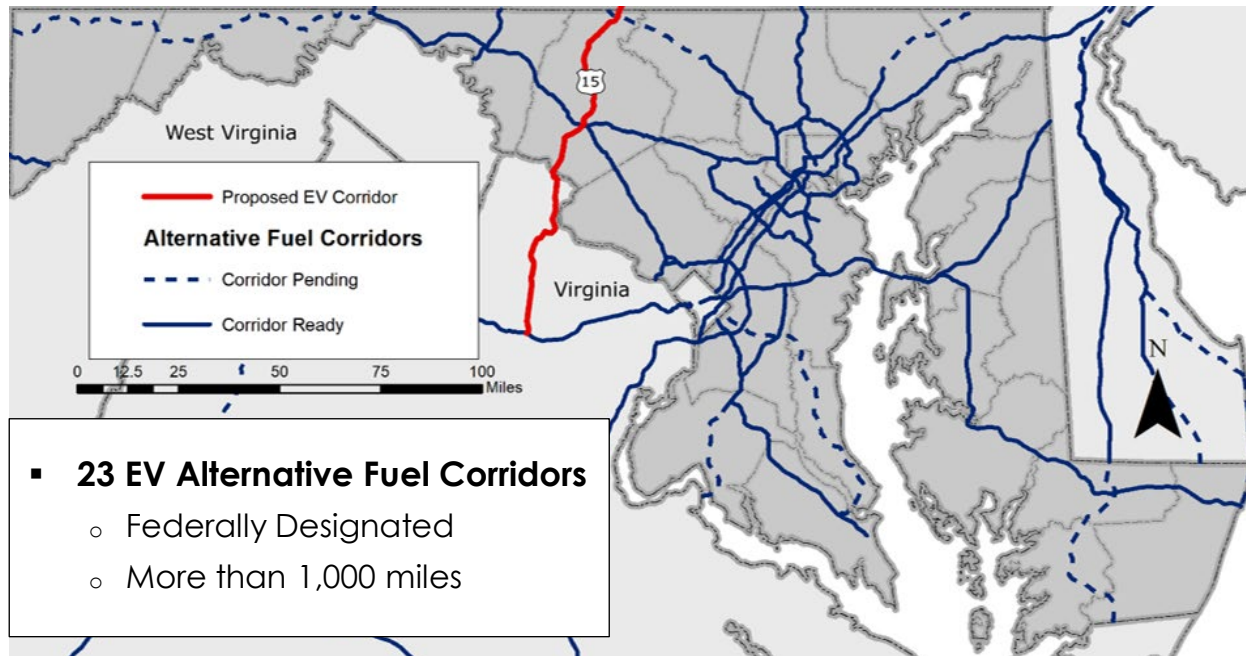 15
West Virginia
Proposed EV Corridor
Alternative Fuel Corridors
Corridor Pending
Virginia
Corridor Ready
N
0 12.5 25 50 75 100
Miles
▪ 23 EV Alternative Fuel Corridors
o Federally Designated
o More than 1,000 miles